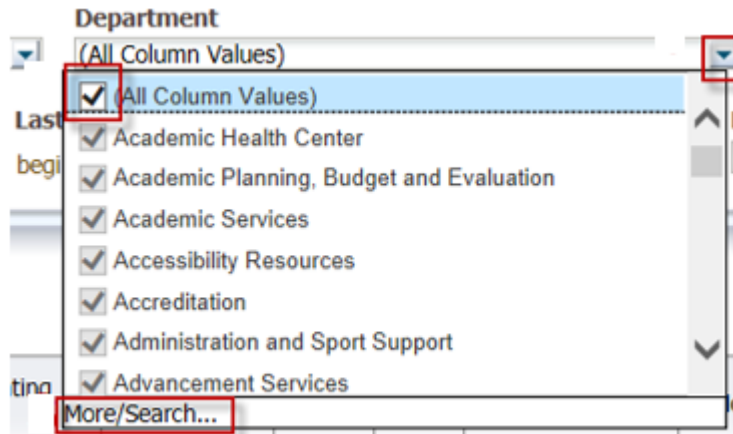 Department
(All Column Values)
(All Column Values)
Last
Academic Health Center
begi
Academic Planning, Budget and Evaluation
Academic Services
Accessibility Resources
Accreditation
Administration and Sport Support
ting
Advancement Services
More/Search...